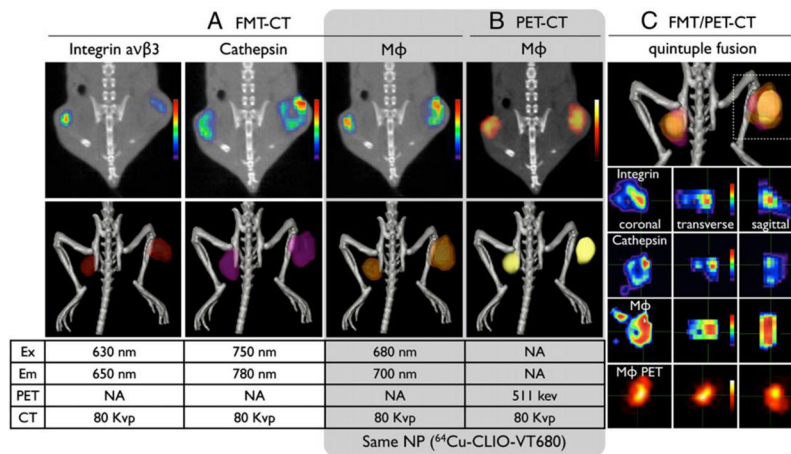 A FMT-CT
B PET-CT
C FMT/PET-CT
Integrin aνβ3
Cathepsin
Mϕ
Mϕ
quintuple fusion
Integrin
coronal
transverse
sagittal
Cathepsin
Mϕ
Mϕ PET
Ex 630 nm 750 nm 680 nm NA
Em 650 nm 780 nm 700 nm NA
PET NA NA NA 511 kev
CT 80 Kvp 80 Kvp 80 Kvp 80 Kvp
Same NP (⁶⁴Cu-CLIO-VT680)